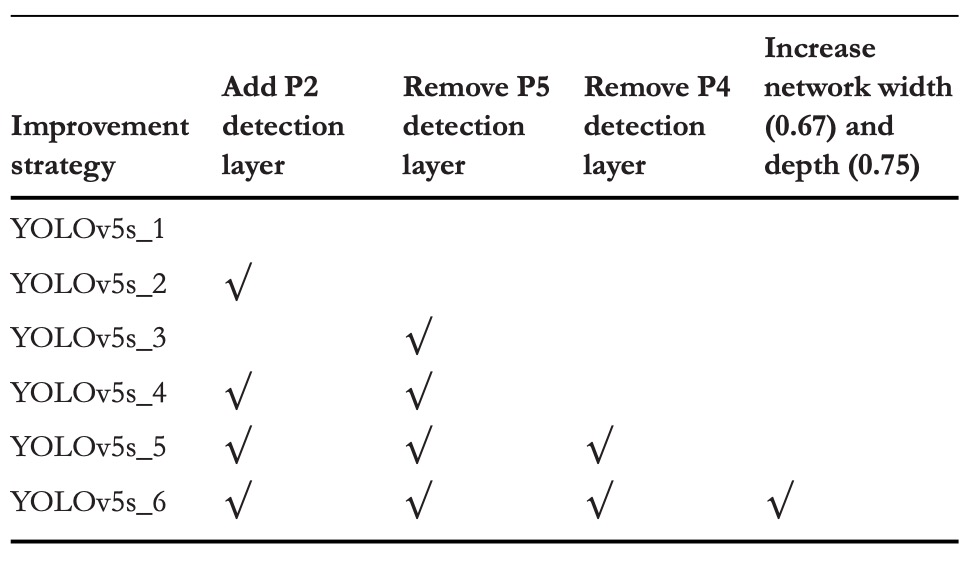 Improvement strategy | Add P2 detection layer | Remove P5 detection layer | Remove P4 detection layer | Increase network width (0.67) and depth (0.75)
YOLOv5s_1
YOLOv5s_2 √
YOLOv5s_3 √
YOLOv5s_4 √ √
YOLOv5s_5 √ √ √
YOLOv5s_6 √ √ √ √